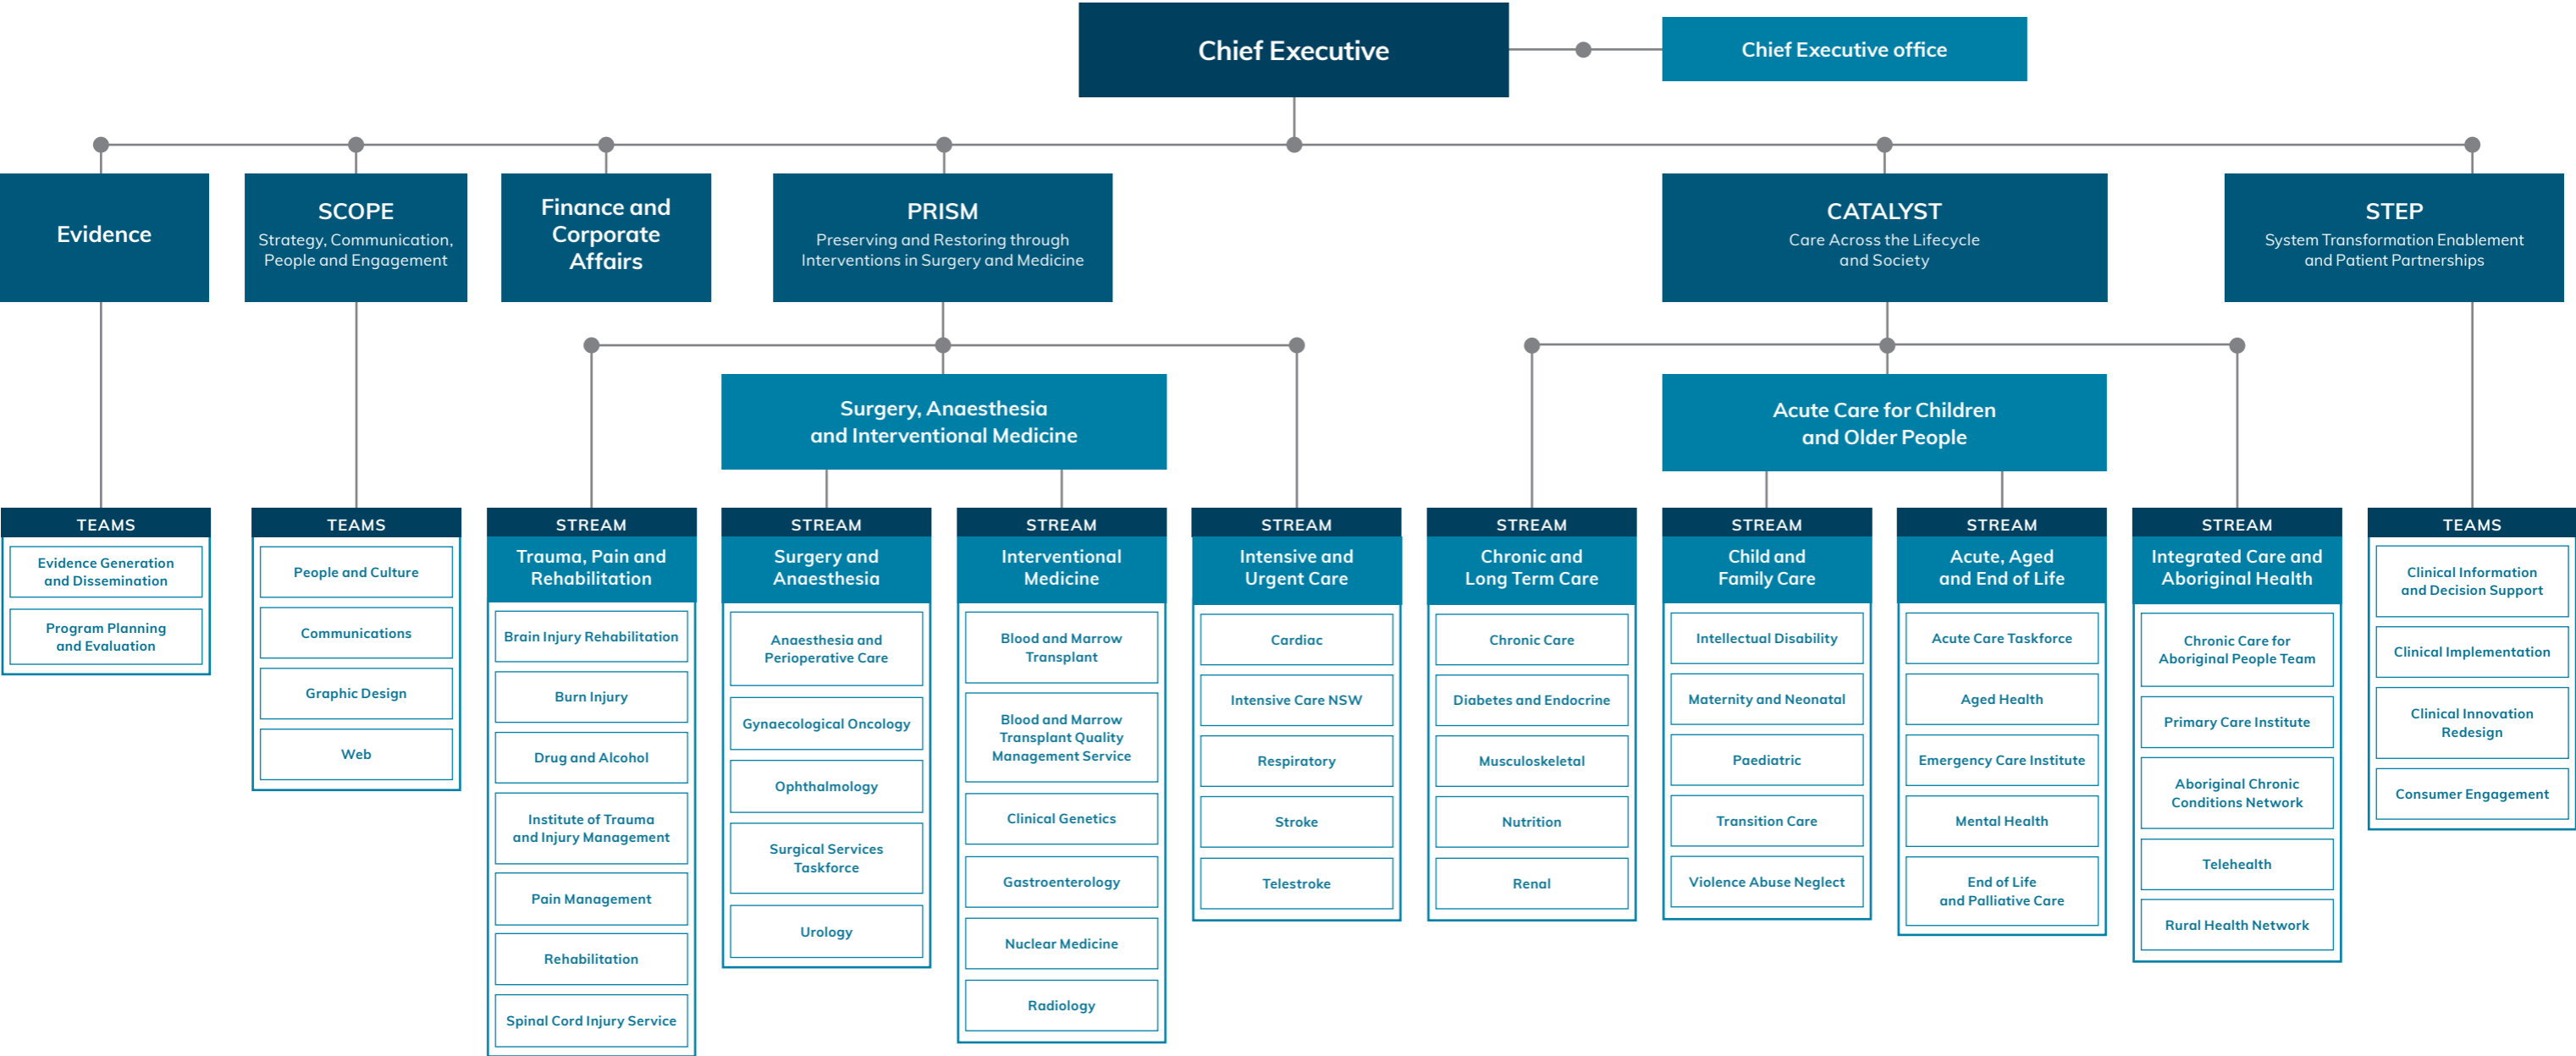 Chief Executive
Chief Executive office
Evidence
SCOPE
Strategy, Communication,
People and Engagement
Finance and
Corporate
Affairs
PRISM
Preserving and Restoring through
Interventions in Surgery and Medicine
CATALYST
Care Across the Lifecycle
and Society
STEP
System Transformation Enablement
and Patient Partnerships
Surgery, Anaesthesia
and Interventional Medicine
Acute Care for Children
and Older People
TEAMS
Evidence Generation
and Dissemination
Program Planning
and Evaluation
TEAMS
People and Culture
Communications
Graphic Design
Web
STREAM
Trauma, Pain and
Rehabilitation
Brain Injury Rehabilitation
Burn Injury
Drug and Alcohol
Institute of Trauma
and Injury Management
Pain Management
Rehabilitation
Spinal Cord Injury Service
STREAM
Surgery and
Anaesthesia
Anaesthesia and
Perioperative Care
Gynaecological Oncology
Ophthalmology
Surgical Services
Taskforce
Urology
STREAM
Interventional
Medicine
Blood and Marrow
Transplant
Blood and Marrow
Transplant Quality
Management Service
Clinical Genetics
Gastroenterology
Nuclear Medicine
Radiology
STREAM
Intensive and
Urgent Care
Cardiac
Intensive Care NSW
Respiratory
Stroke
Telestroke
STREAM
Chronic and
Long Term Care
Chronic Care
Diabetes and Endocrine
Musculoskeletal
Nutrition
Renal
STREAM
Child and
Family Care
Intellectual Disability
Maternity and Neonatal
Paediatric
Transition Care
Violence Abuse Neglect
STREAM
Acute, Aged
and End of Life
Acute Care Taskforce
Aged Health
Emergency Care Institute
Mental Health
End of Life
and Palliative Care
STREAM
Integrated Care and
Aboriginal Health
Chronic Care for
Aboriginal People Team
Primary Care Institute
Aboriginal Chronic
Conditions Network
Telehealth
Rural Health Network
TEAMS
Clinical Information
and Decision Support
Clinical Implementation
Clinical Innovation
Redesign
Consumer Engagement